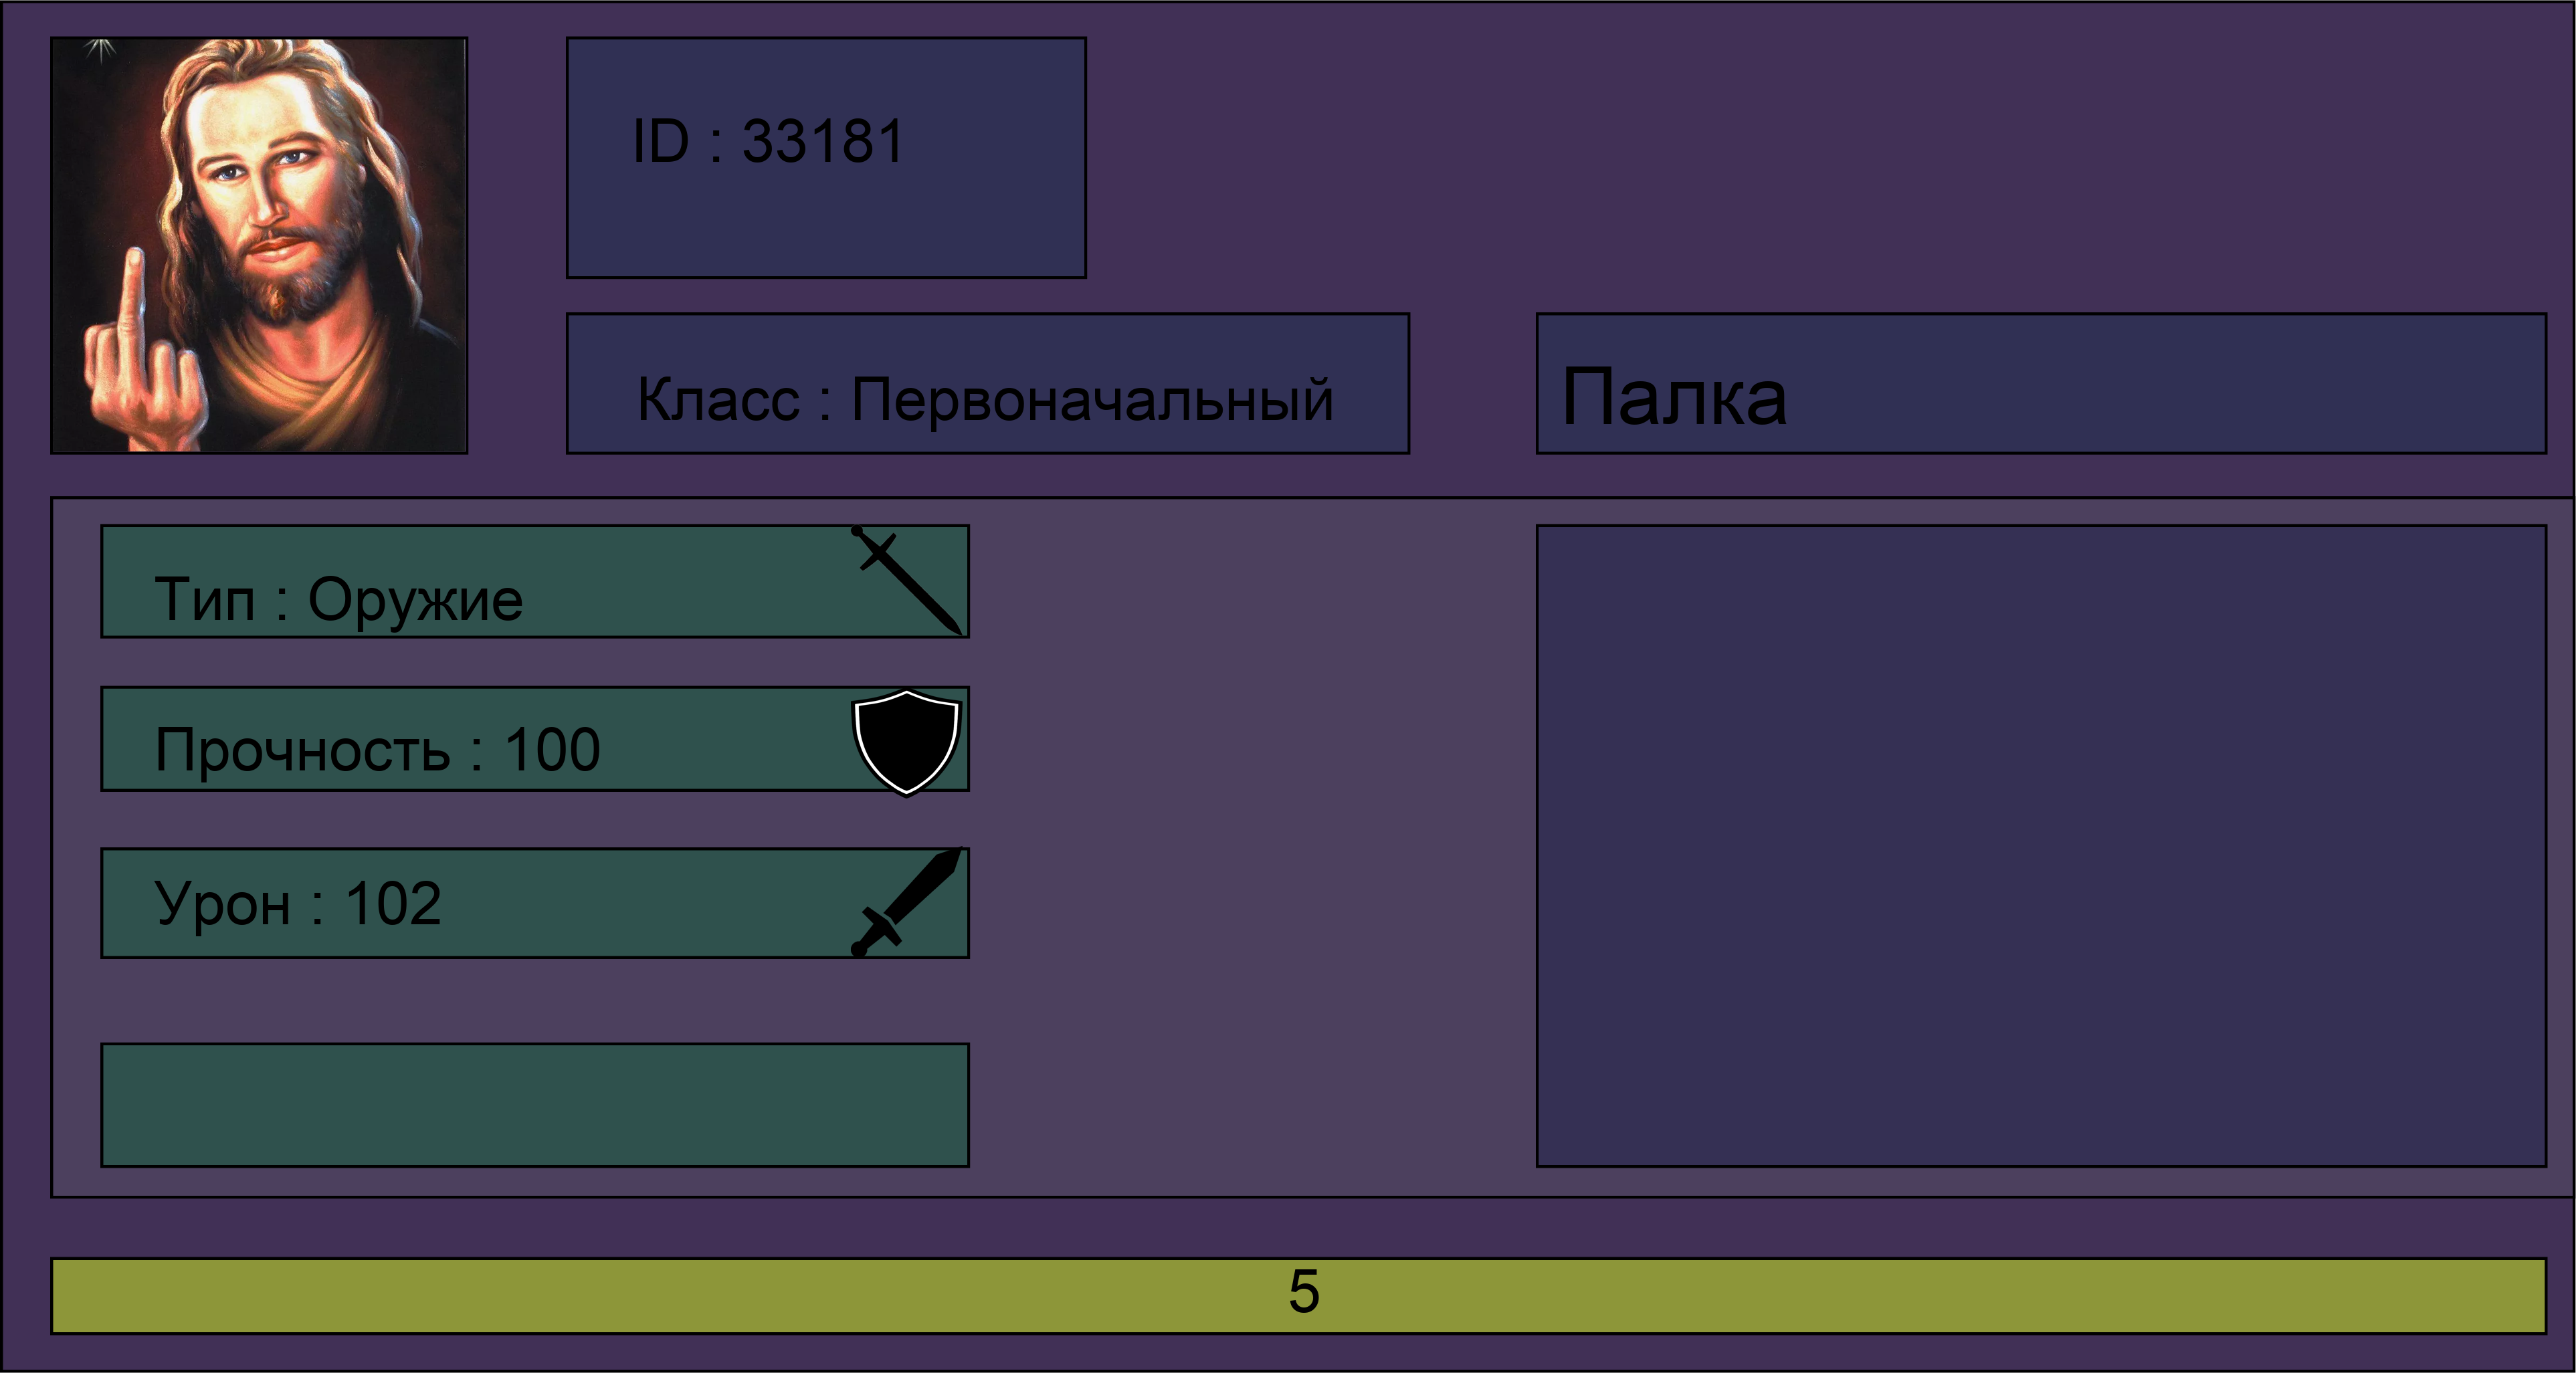 ID : 33181
Класс : Первоначальный
Палка
Тип : Оружие
Прочность : 100
Урон : 102
5